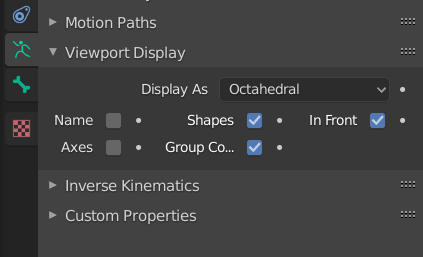 Motion Paths
Viewport Display
Display As Octahedral
Name Shapes In Front
Axes Group Co...
Inverse Kinematics
Custom Properties